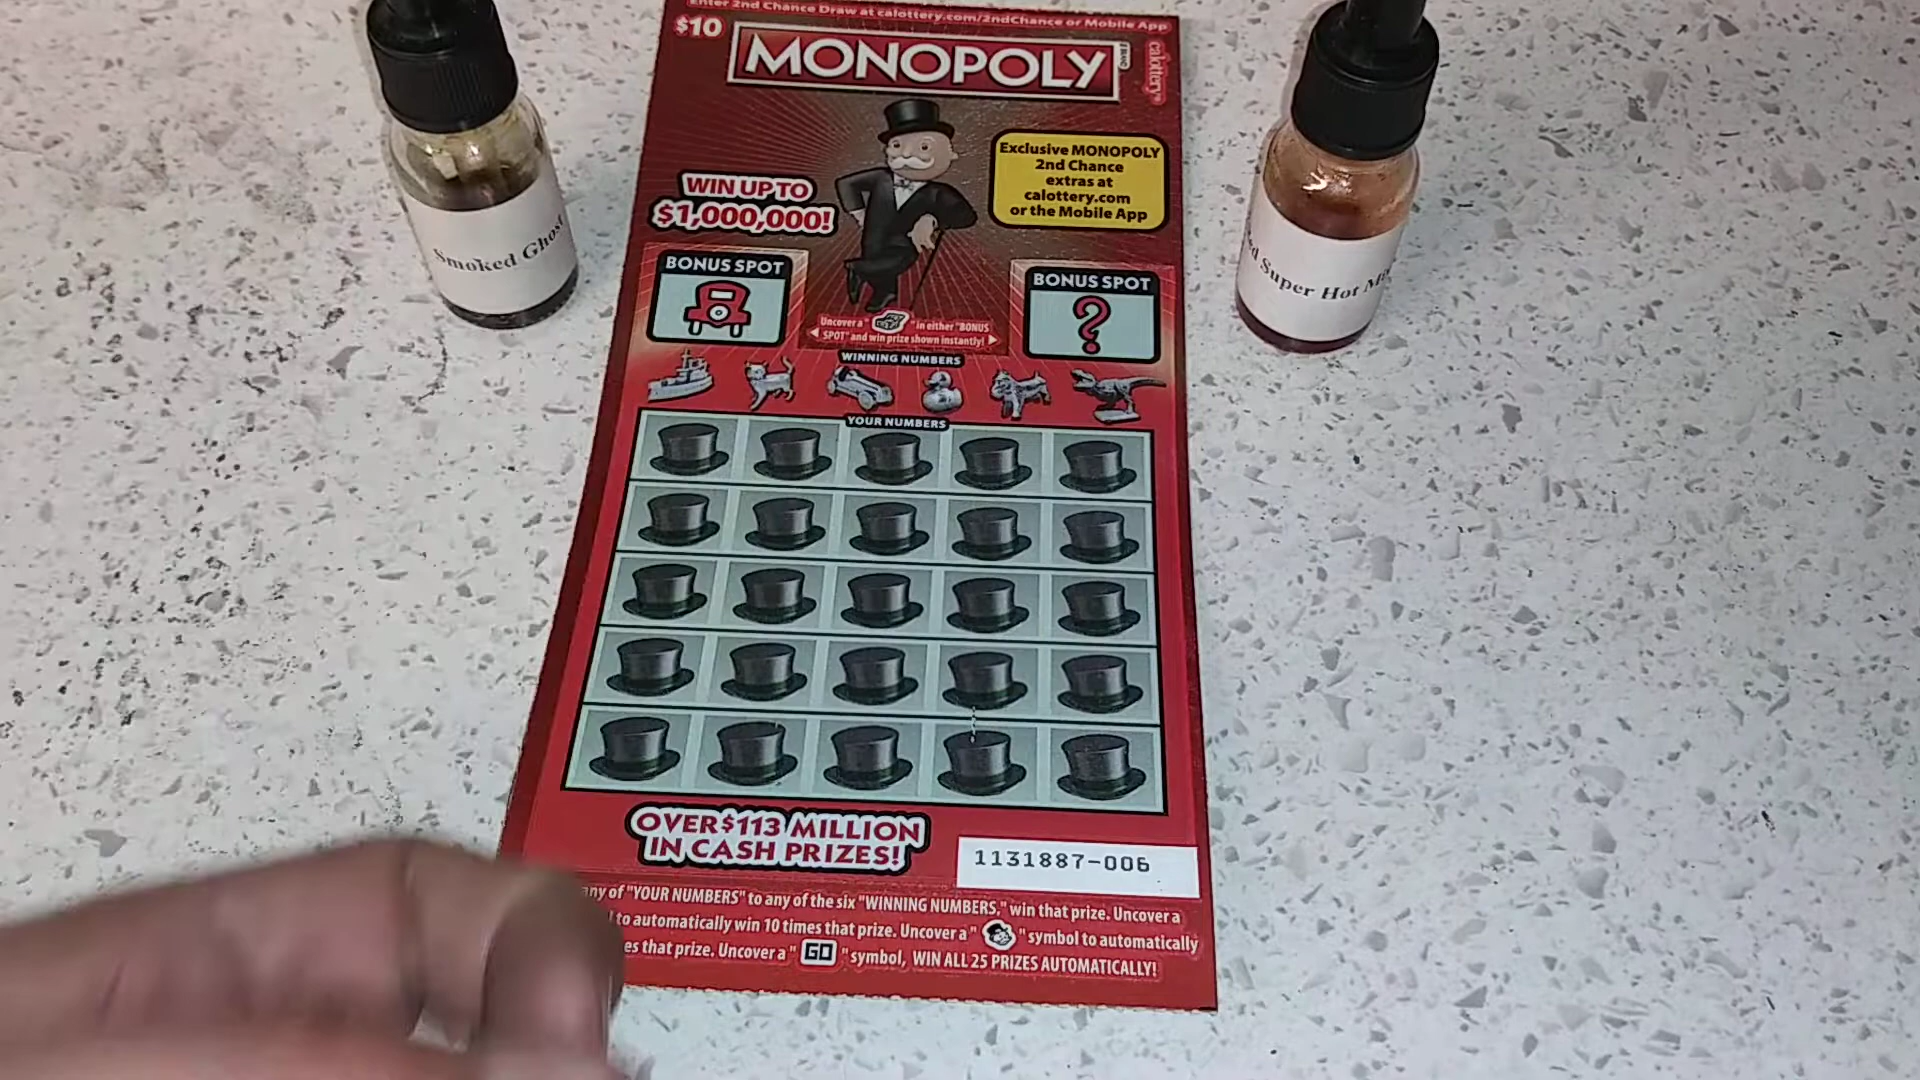 Enter 2nd Chance Draw at calottery.com/2ndChance or Mobile App
$10
MONOPOLY
calottery
Exclusive MONOPOLY
2nd Chance
extras at
calottery.com
or the Mobile App
WIN UP TO
$1,000,000!
Smoked Ghost
Super Hot
BONUS SPOT
BONUS SPOT
?
Uncover a " " in either "BONUS
SPOT" and win prize shown instantly!
WINNING NUMBERS
YOUR NUMBERS
OVER $113 MILLION
IN CASH PRIZES!
1131887-006
any of "YOUR NUMBERS" to any of the six "WINNING NUMBERS," win that prize. Uncover a
to automatically win 10 times that prize. Uncover a " " symbol to automatically
that prize. Uncover a " GO " symbol, WIN ALL 25 PRIZES AUTOMATICALLY!